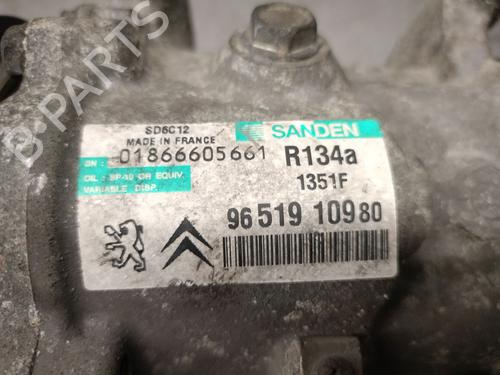 SD6C12
MADE IN FRANCE
SANDEN
SN :
01866605661
R134a
OIL : SP-10 OR EQUIV.
VARIABLE DISP.
1351F
96 519 109 80